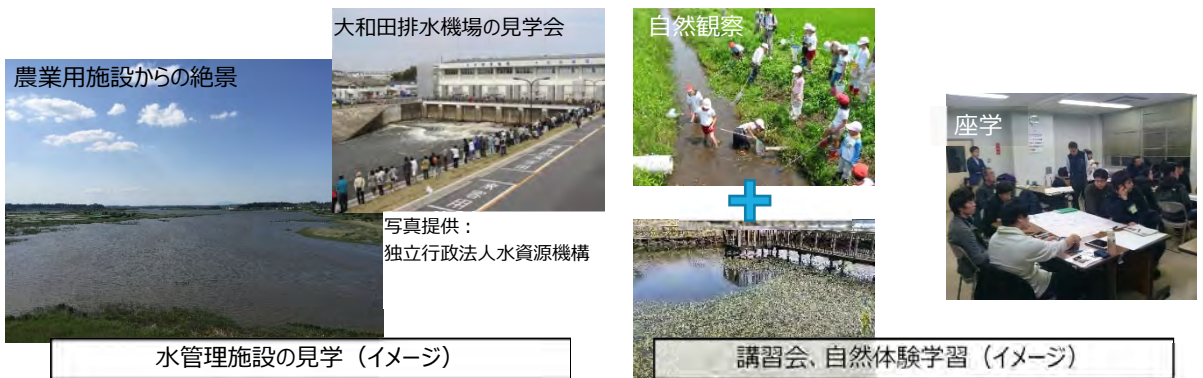 農業用施設からの絶景
大和田排水機場の見学会
写真提供：
独立行政法人水資源機構
水管理施設の見学（イメージ）
自然観察
座学
講習会、自然体験学習（イメージ）